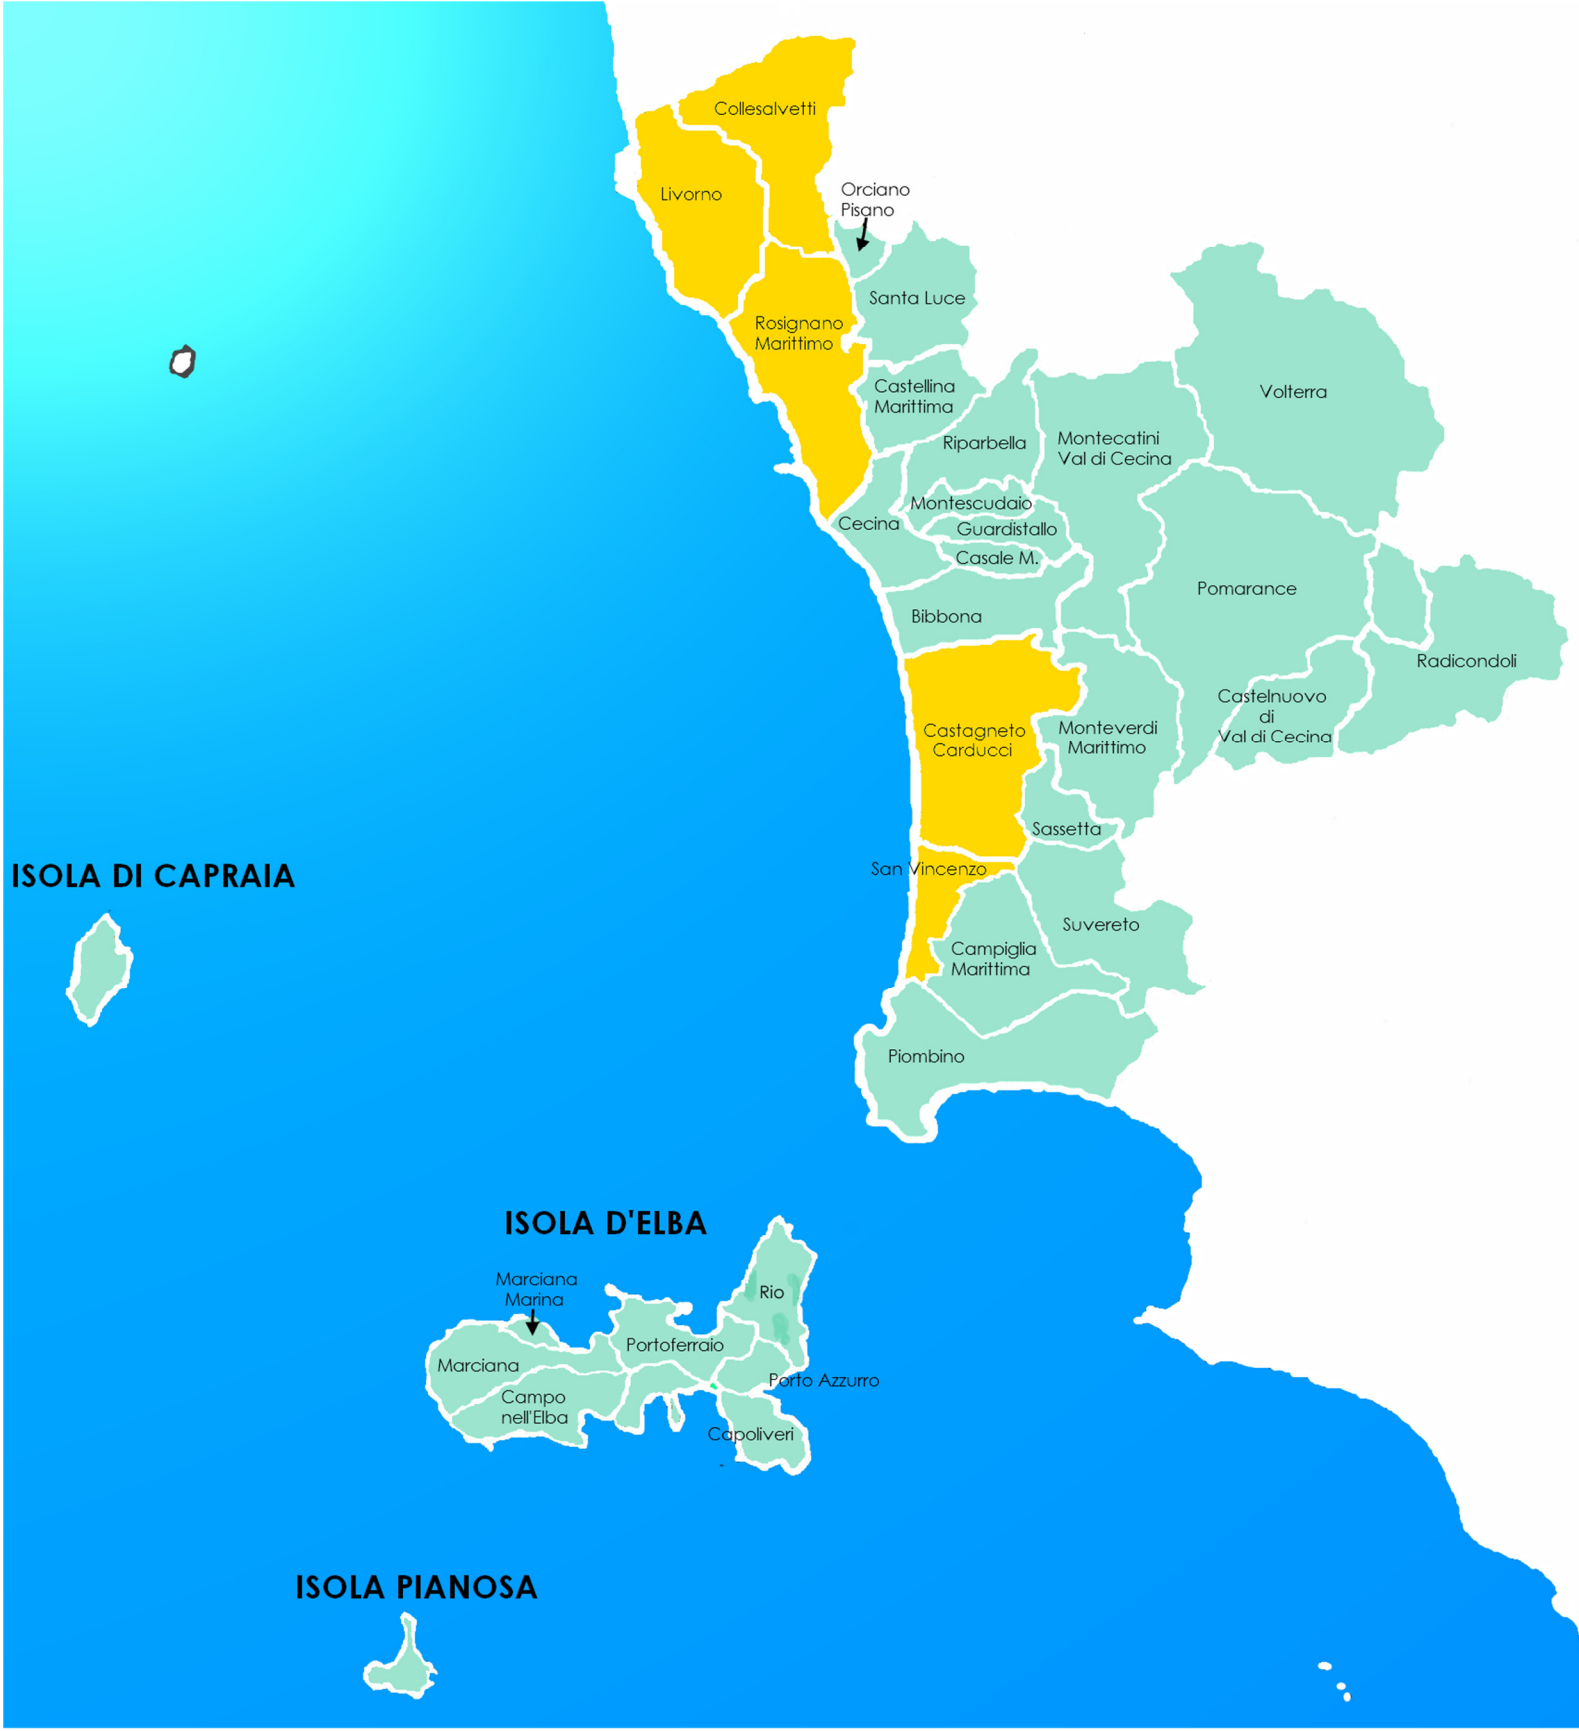 Collesalvetti
Livorno
Orciano
Pisano
Santa Luce
Rosignano
Marittimo
Castellina
Marittima
Volterra
Riparbella
Montecatini
Val di Cecina
Montescudaio
Cecina
Guardistallo
Casale M.
Pomarance
Bibbona
Radicondoli
Castelnuovo
di
Val di Cecina
Castagneto
Carducci
Monteverdi
Marittimo
Sassetta
San Vincenzo
ISOLA DI CAPRAIA
Suvereto
Campiglia
Marittima
Piombino
ISOLA D'ELBA
Marciana
Marina
Rio
Portoferraio
Marciana
Porto Azzurro
Campo
nell'Elba
Capoliveri
ISOLA PIANOSA